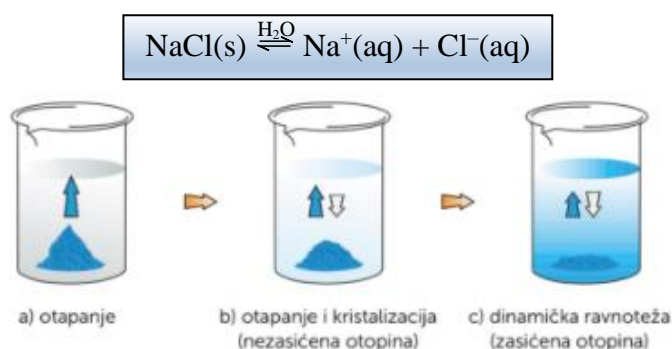 NaCl(s) ⇌ Na⁺(aq) + Cl⁻(aq)
H₂O
a) otapanje
b) otapanje i kristalizacija
(nezasićena otopina)
c) dinamička ravnoteža
(zasićena otopina)